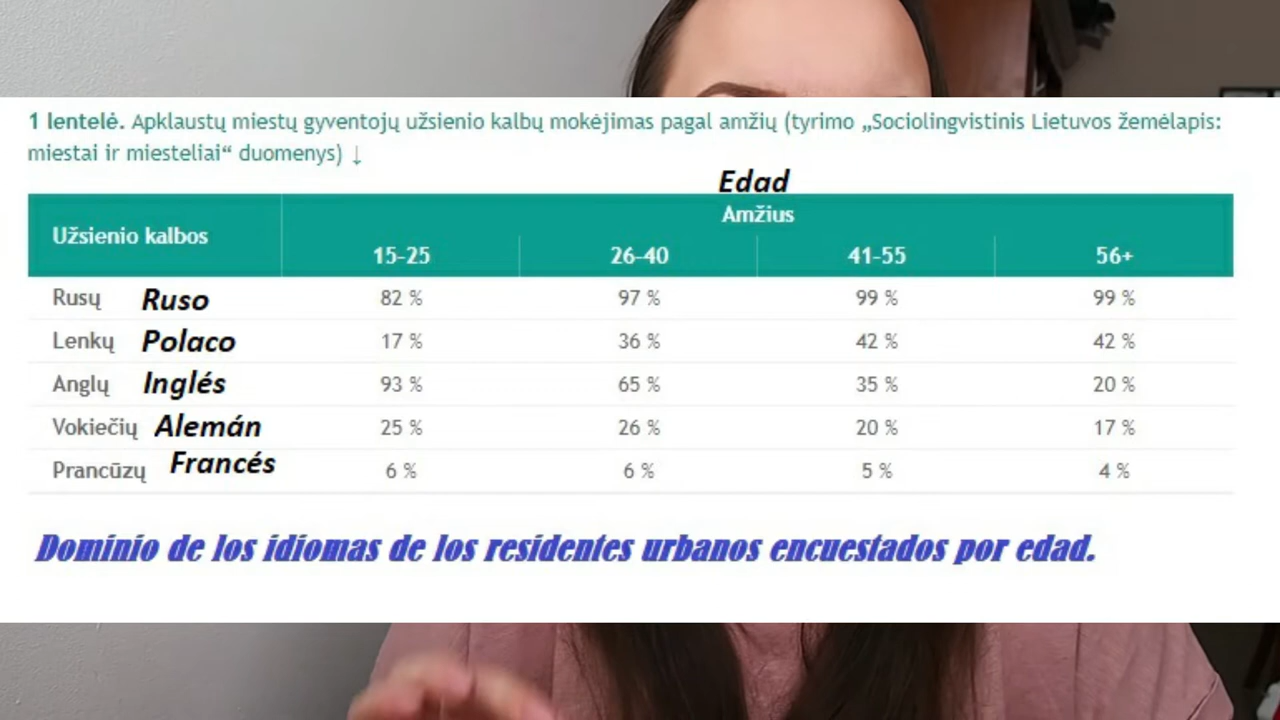 1 lentelė. Apklaustų miestų gyventojų užsienio kalbų mokėjimas pagal amžių (tyrimo „Sociolingvistinis Lietuvos žemėlapis:
miestai ir miesteliai“ duomenys) ↓
Edad
Užsienio kalbos Amžius
15-25 26-40 41-55 56+
Rusų Ruso 82 % 97 % 99 % 99 %
Lenkų Polaco 17 % 36 % 42 % 42 %
Anglų Inglés 93 % 65 % 35 % 20 %
Vokiečių Alemán 25 % 26 % 20 % 17 %
Prancūzų Francés 6 % 6 % 5 % 4 %
Dominio de los idiomas de los residentes urbanos encuestados por edad.